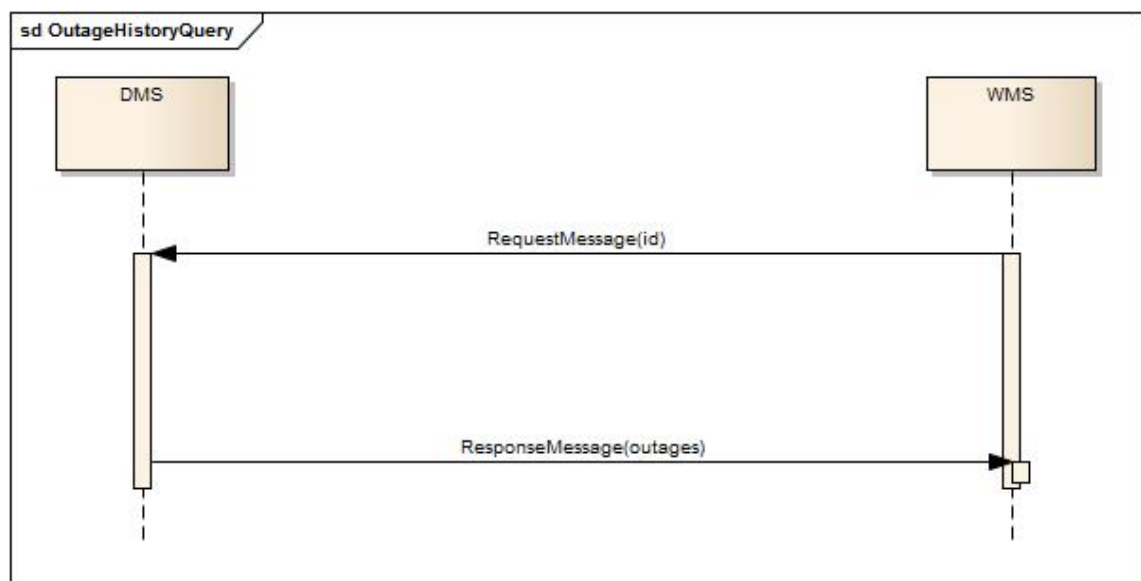 sd OutageHistoryQuery
DMS
WMS
RequestMessage(id)
ResponseMessage(outages)